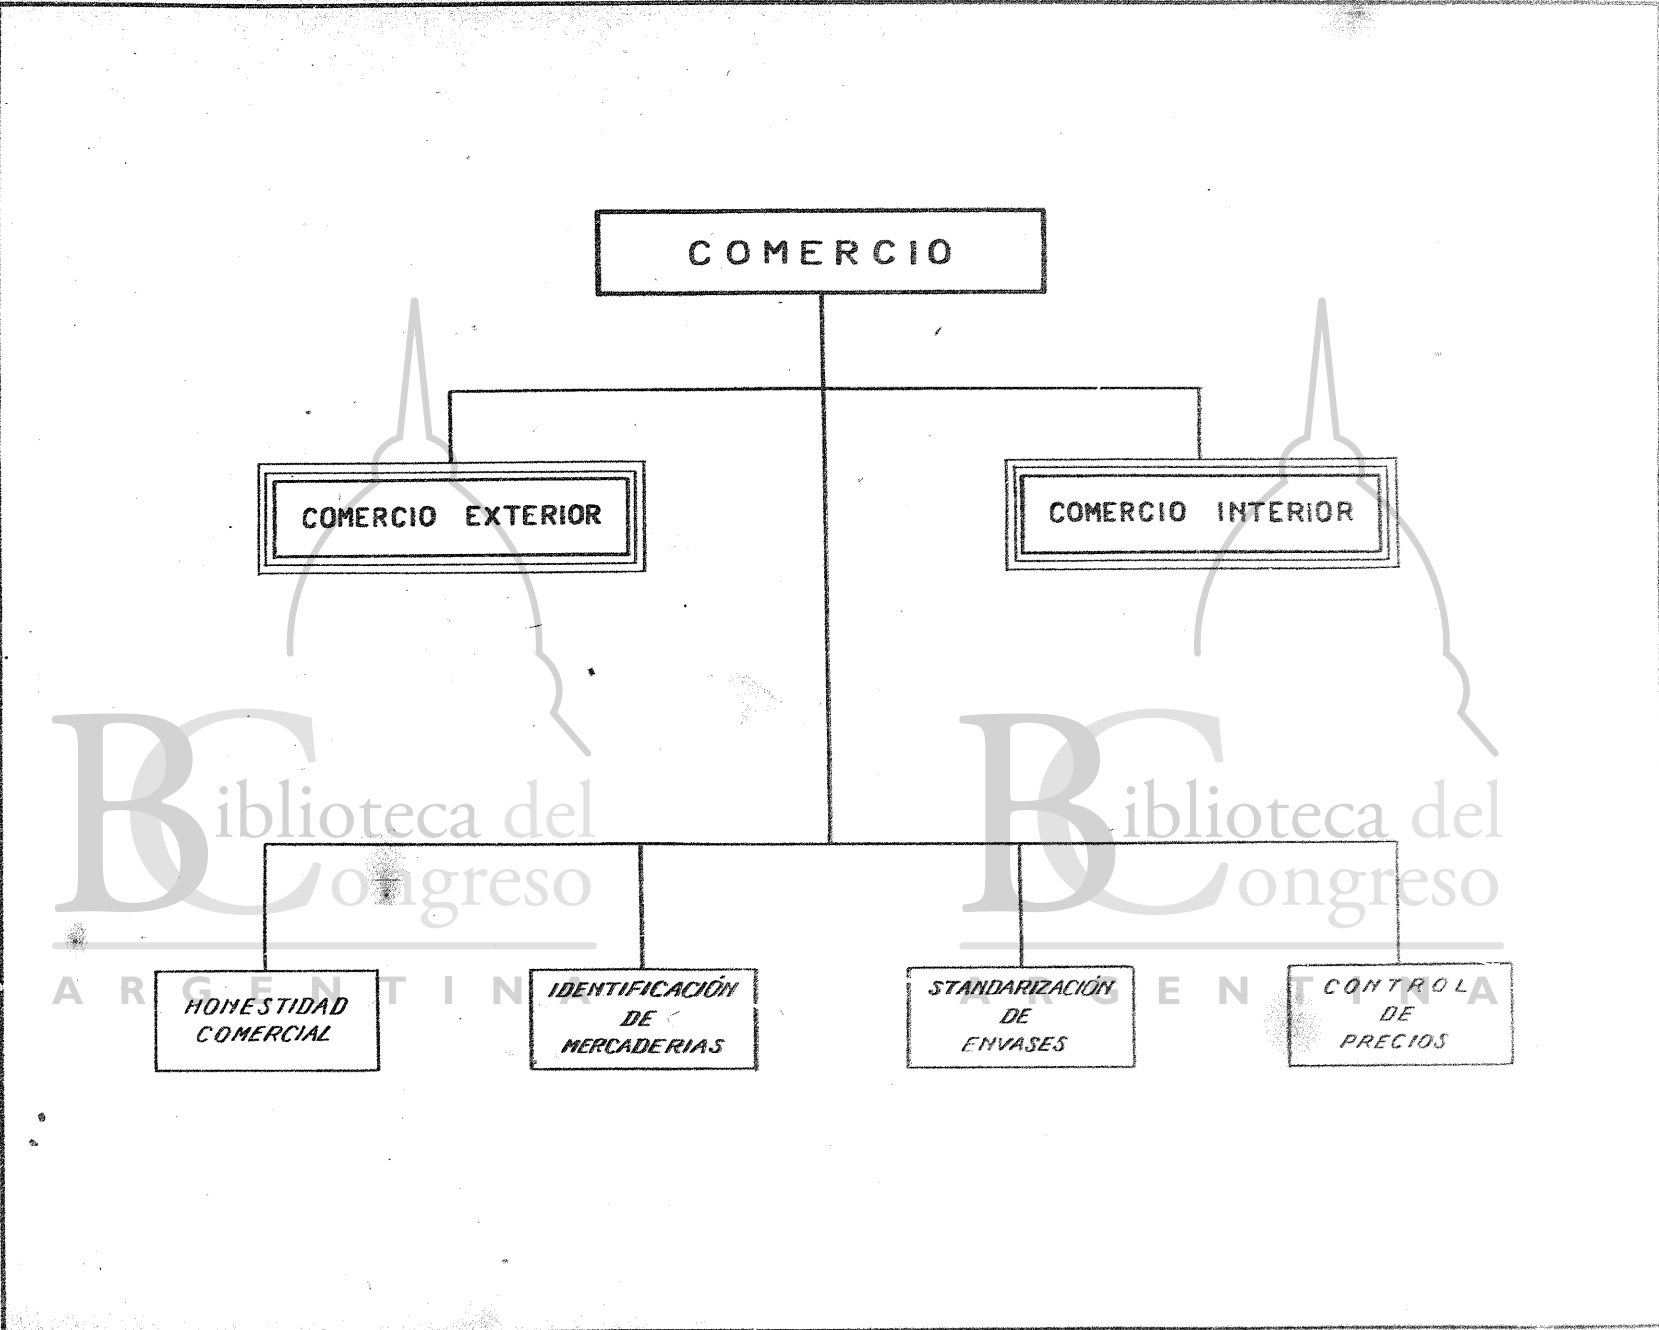 COMERCIO
COMERCIO EXTERIOR
COMERCIO INTERIOR
HONESTIDAD
COMERCIAL
IDENTIFICACIÓN
DE
MERCADERIAS
STANDARIZACIÓN
DE
ENVASES
CONTROL
DE
PRECIOS
Biblioteca del
Congreso
ARGENTINA
Biblioteca del
Congreso
ARGENTINA